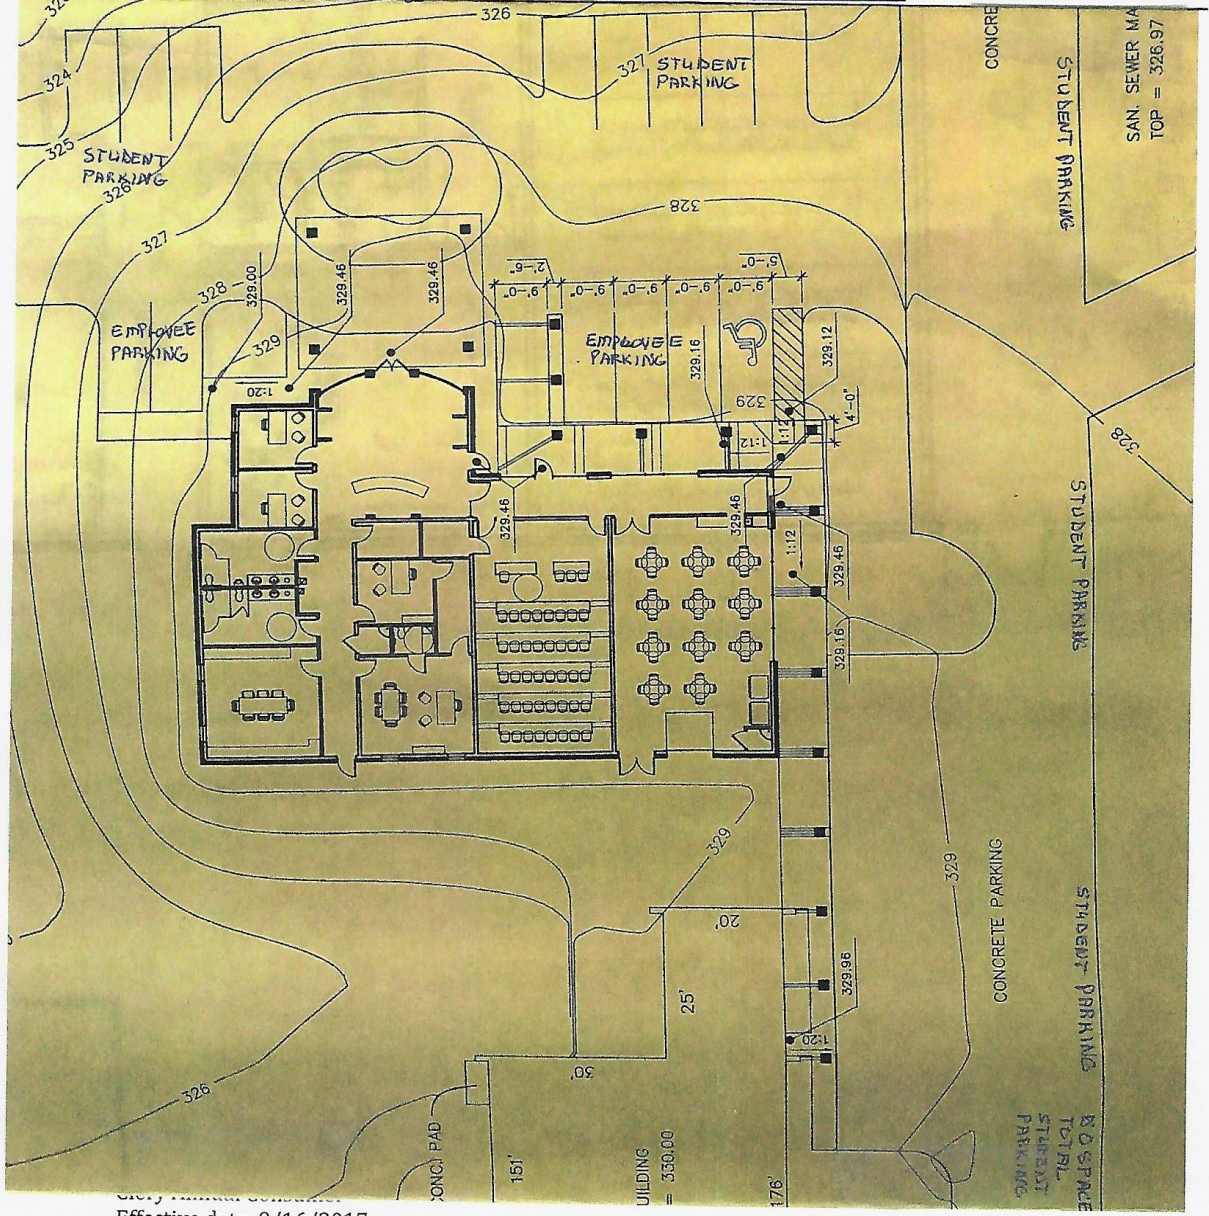 326
324
325
326
327
STUDENT
PARKING
STUDENT
PARKING
327
328
329
328
329.00
329.46
329.46
EMPLOYEE
PARKING
1:20
2'-6"
9'-0"
9'-0"
9'-0"
9'-0"
9'-0"
5'-0"
EMPLOYEE
PARKING
329.16
329.12
329
4'-0"
1:12
1:12
329.46
329.46
1:12
329.46
329.16
CONCRE
SAN. SEWER MA
TOP = 326.97
STUDENT PARKING
328
STUDENT PARKING
329
20'
25'
30'
329.96
1:20
329
CONCRETE PARKING
STUDENT PARKING
TOTAL
STUDENT
PARKING
326
CONC. PAD
151'
UILDING
= 330.00
176'
Effective date